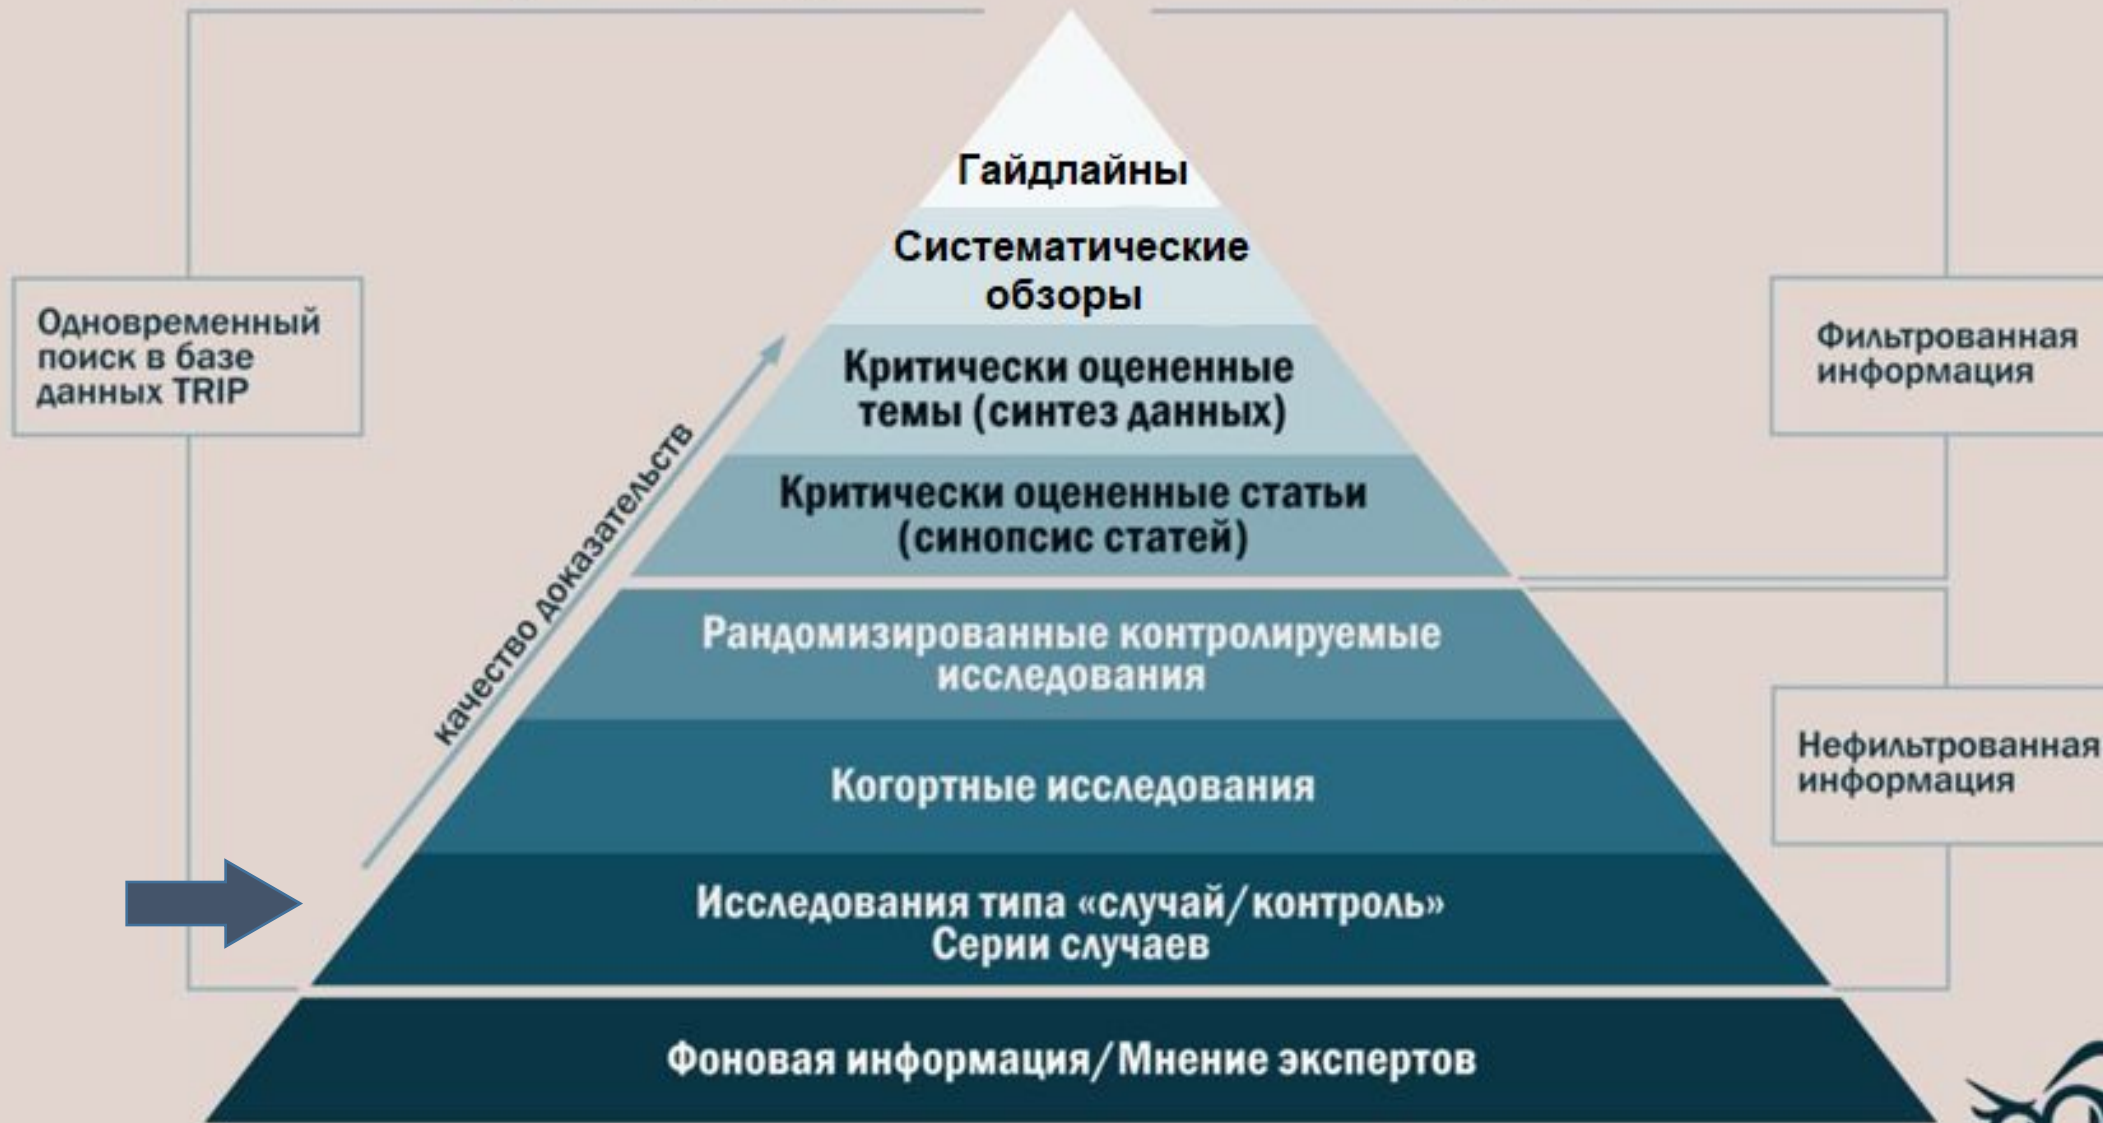 Гайдлайны
Систематические
обзоры
Одновременный
поиск в базе
данных TRIP
Фильтрованная
информация
Критически оцененные
темы (синтез данных)
качество доказательств
Критически оцененные статьи
(синопсис статей)
Рандомизированные контролируемые
исследования
Когортные исследования
Нефильтрованная
информация
Исследования типа «случай/контроль»
Серии случаев
Фоновая информация/Мнение экспертов